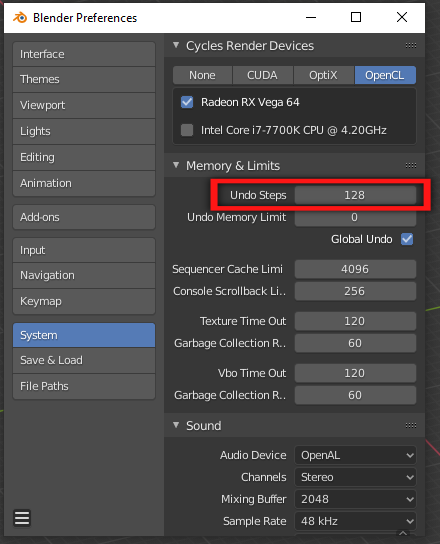 Blender Preferences
Interface
Themes
Viewport
Lights
Editing
Animation
Add-ons
Input
Navigation
Keymap
System
Save & Load
File Paths
Cycles Render Devices
None CUDA OptiX OpenCL
Radeon RX Vega 64
Intel Core i7-7700K CPU @ 4.20GHz
Memory & Limits
Undo Steps 128
Undo Memory Limit 0
Global Undo
Sequencer Cache Limi 4096
Console Scrollback Li.. 256
Texture Time Out 120
Garbage Collection R.. 60
Vbo Time Out 120
Garbage Collection R.. 60
Sound
Audio Device OpenAL
Channels Stereo
Mixing Buffer 2048
Sample Rate 48 kHz